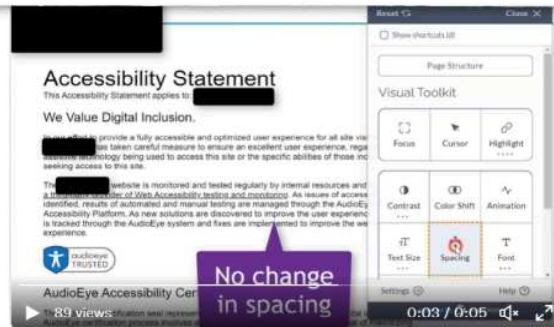 Reset
Close X
Show shortcuts (jl)
Page Structure
Accessibility Statement
This Accessibility Statement applies to:
Visual Toolkit
We Value Digital Inclusion.
In our effort to provide a fully accessible and optimized user experience for all site
has taken careful measure to ensure an excellent user experience,
assistive technology being used to access this site or the specific abilities of those
seeking access to this site.
Focus
Cursor
Highlight
The website is monitored and tested regularly by internal resources and
a third-party provider of Web Accessibility testing and monitoring. As issues of
identified, results of automated and manual testing are managed through the
Accessibility Platform. As new solutions are discovered to improve the user
is tracked through the AudioEye system and fixes are implemented to improve the
experience.
Contrast
Color Shift
Animation
audioeye
TRUSTED
Text Size
Spacing
Font
No change
in spacing
AudioEye Accessibility
Settings
Help
89 views
0:03 / 0:05